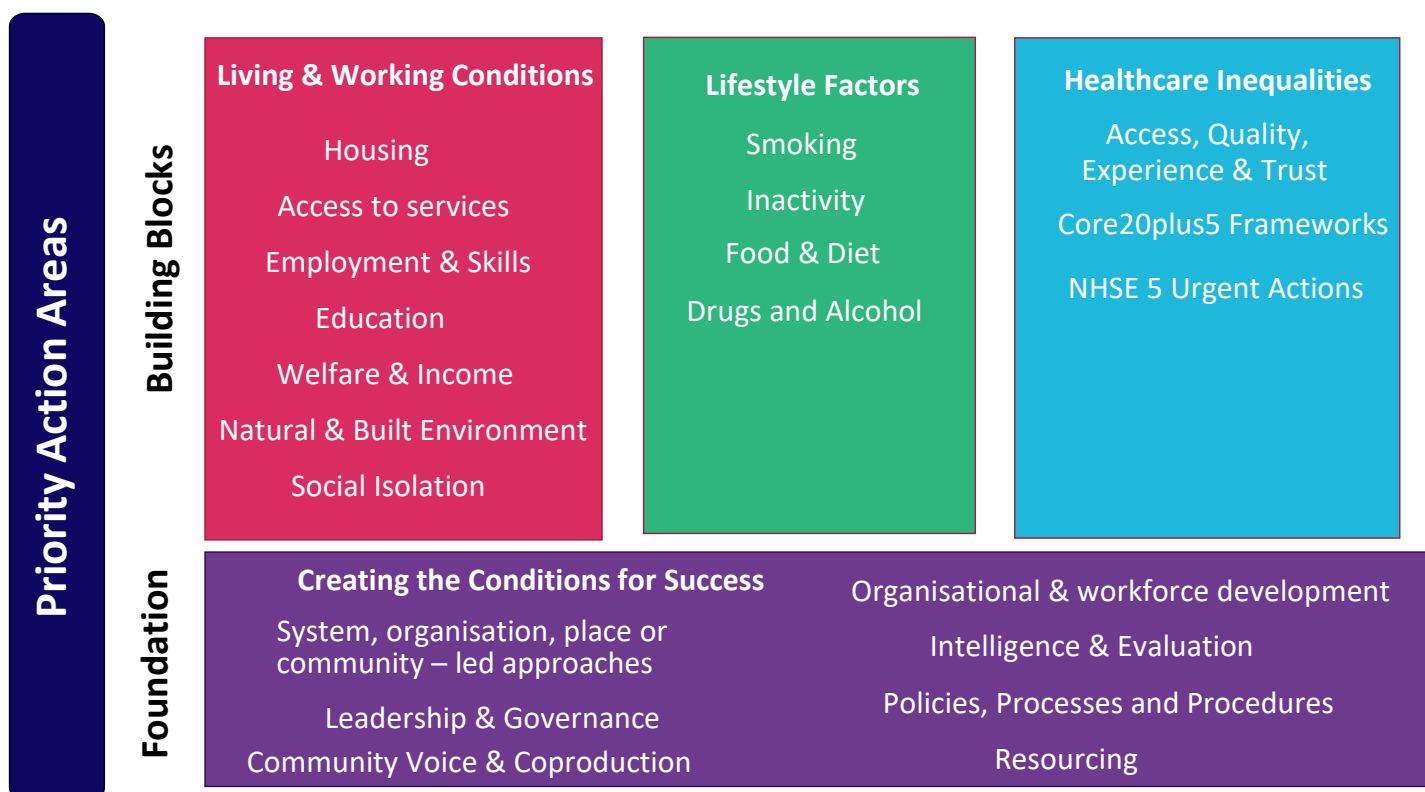 Priority Action Areas
Building Blocks
Living & Working Conditions
Housing
Access to services
Employment & Skills
Education
Welfare & Income
Natural & Built Environment
Social Isolation
Lifestyle Factors
Smoking
Inactivity
Food & Diet
Drugs and Alcohol
Healthcare Inequalities
Access, Quality,
Experience & Trust
Core20plus5 Frameworks
NHSE 5 Urgent Actions
Foundation
Creating the Conditions for Success
System, organisation, place or
community – led approaches
Leadership & Governance
Community Voice & Coproduction
Organisational & workforce development
Intelligence & Evaluation
Policies, Processes and Procedures
Resourcing